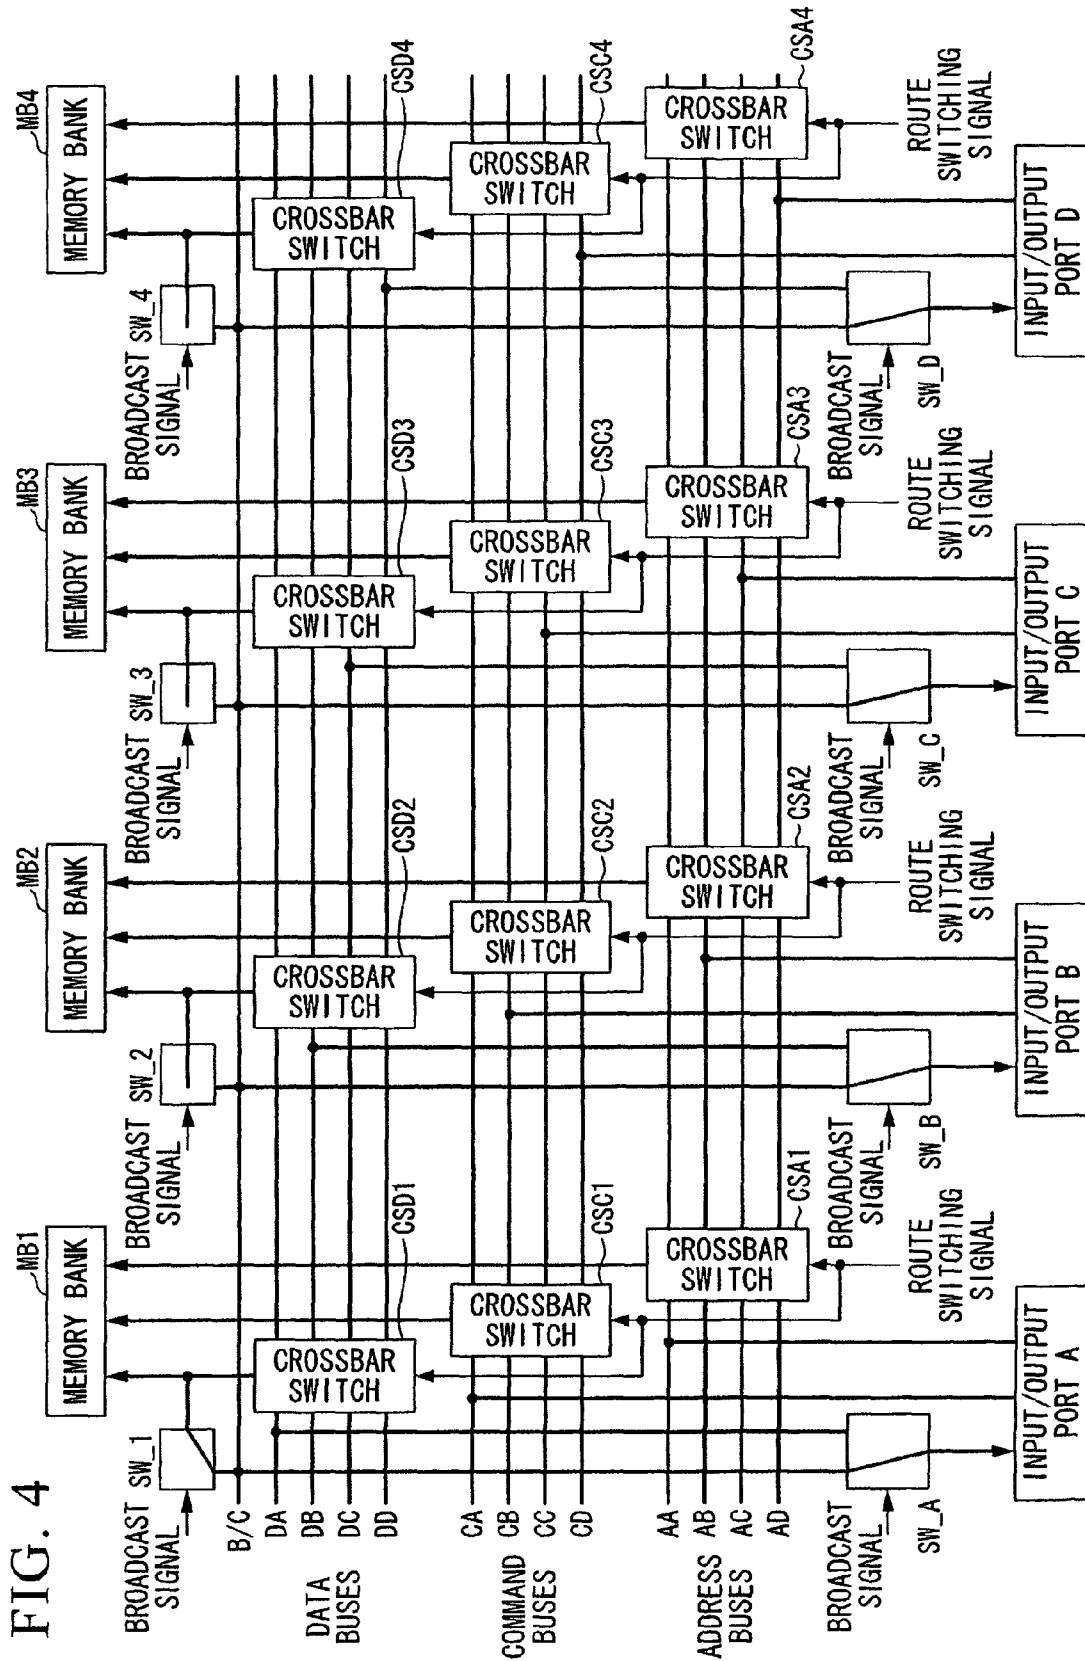 FIG. 4
MB1
MEMORY BANK
MB2
MEMORY BANK
MB3
MEMORY BANK
MB4
MEMORY BANK
BROADCAST
SIGNAL
SW_1
BROADCAST
SIGNAL
SW_2
BROADCAST
SIGNAL
SW_3
BROADCAST
SIGNAL
SW_4
B/C
DA
DB
DC
DD
DATA
BUSES
CROSSBAR
SWITCH
CSD1
CROSSBAR
SWITCH
CSD2
CROSSBAR
SWITCH
CSD3
CROSSBAR
SWITCH
CSD4
CA
CB
CC
CD
COMMAND
BUSES
CROSSBAR
SWITCH
CSC1
CROSSBAR
SWITCH
CSC2
CROSSBAR
SWITCH
CSC3
CROSSBAR
SWITCH
CSC4
AA
AB
AC
AD
ADDRESS
BUSES
CROSSBAR
SWITCH
CSA1
CROSSBAR
SWITCH
CSA2
CROSSBAR
SWITCH
CSA3
CROSSBAR
SWITCH
CSA4
BROADCAST
SIGNAL
SW_A
ROUTE
SWITCHING
SIGNAL
BROADCAST
SIGNAL
SW_B
ROUTE
SWITCHING
SIGNAL
BROADCAST
SIGNAL
SW_C
ROUTE
SWITCHING
SIGNAL
BROADCAST
SIGNAL
SW_D
ROUTE
SWITCHING
SIGNAL
INPUT/OUTPUT
PORT A
INPUT/OUTPUT
PORT B
INPUT/OUTPUT
PORT C
INPUT/OUTPUT
PORT D